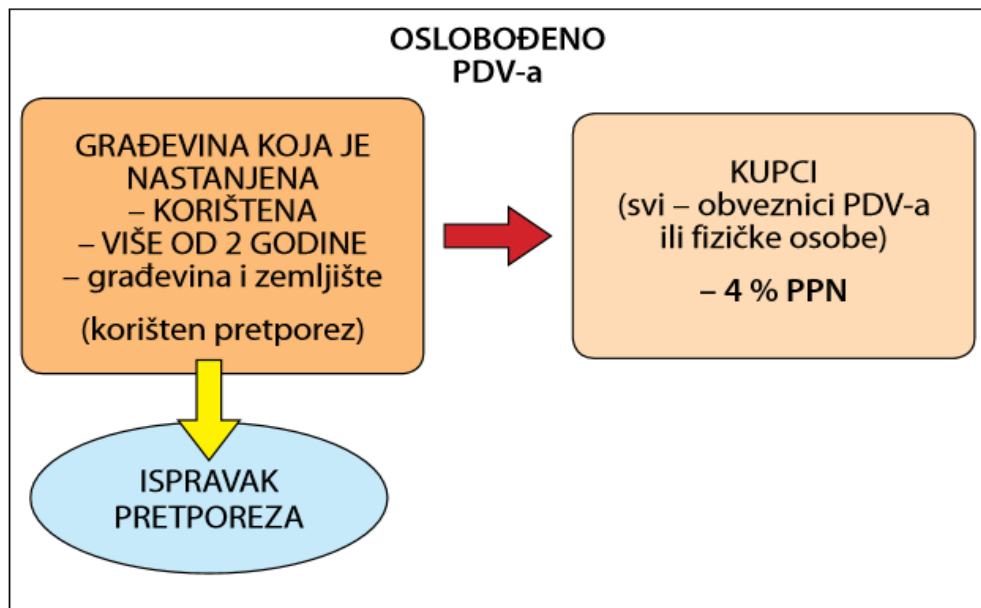 OSLOBOĐENO
PDV-a
GRAĐEVINA KOJA JE
NASTANJENA
– KORIŠTENA
– VIŠE OD 2 GODINE
– građevina i zemljište
(korišten pretporez)
KUPCI
(svi – obveznici PDV-a
ili fizičke osobe)
– 4 % PPN
ISPRAVAK
PRETPOREZA